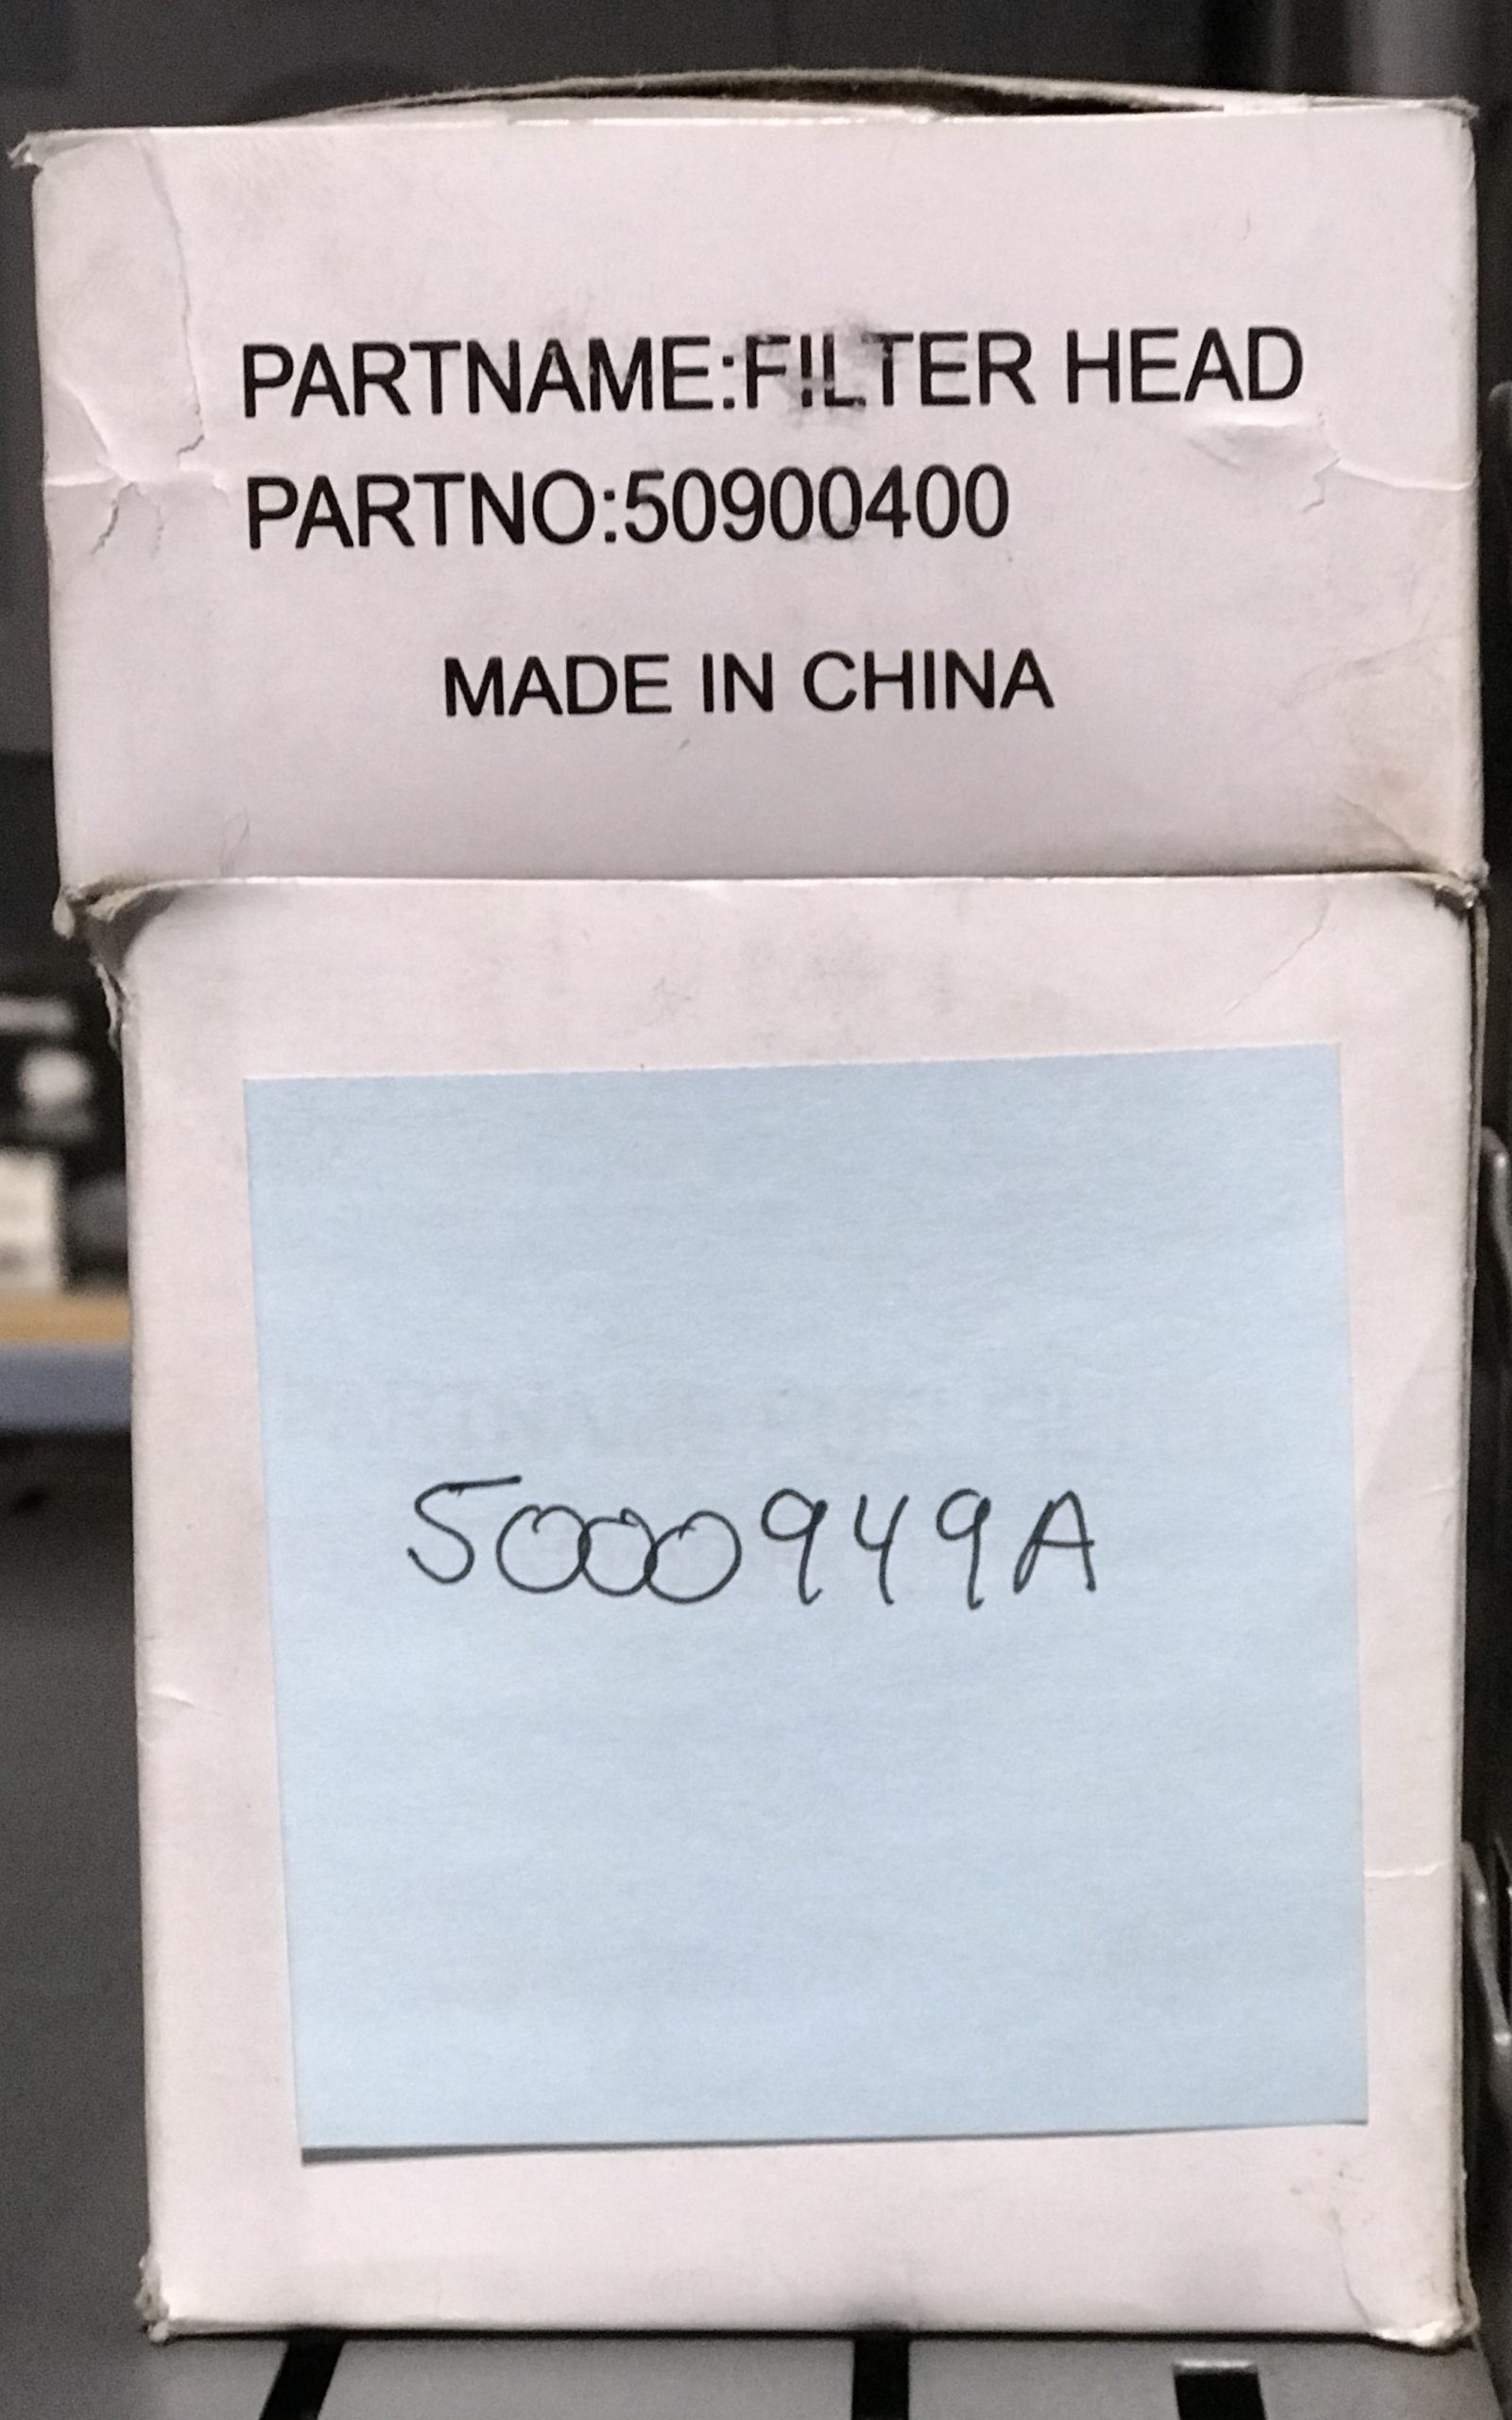 PARTNAME:FILTER HEAD
PARTNO:50900400
MADE IN CHINA
5000949A